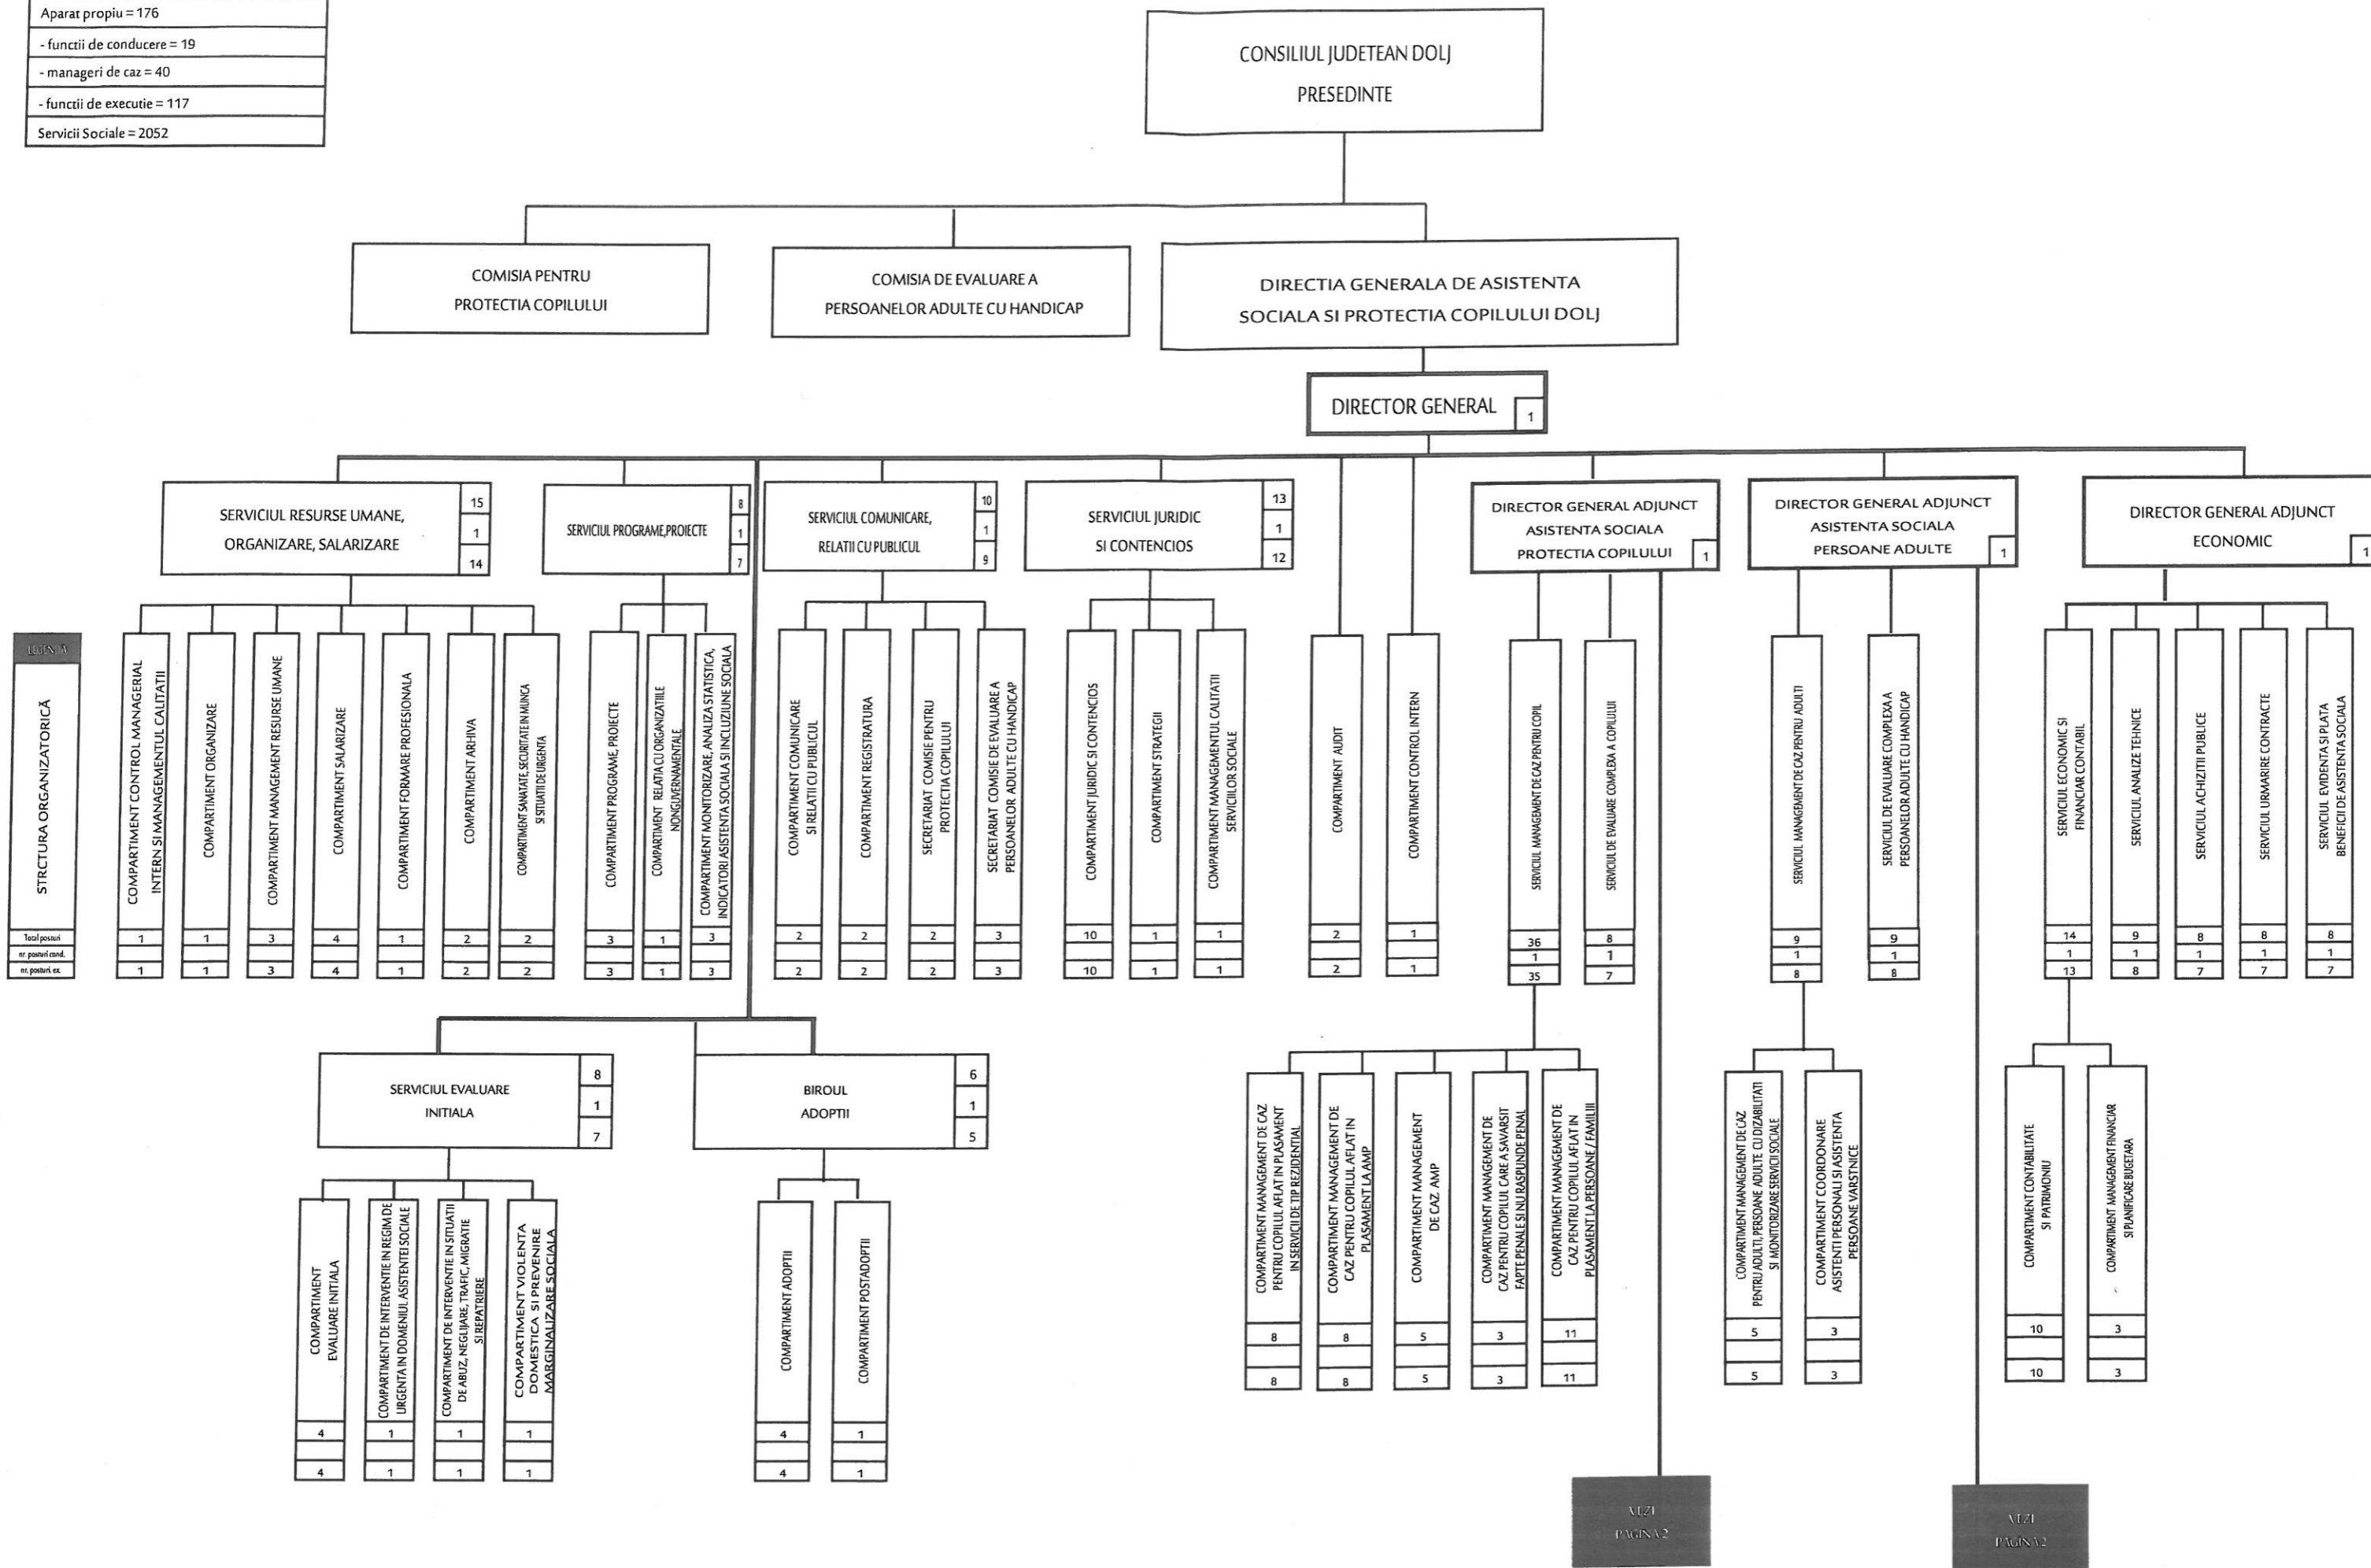 Aparat propiu = 176
- functii de conducere = 19
- manageri de caz = 40
- functii de executie = 117
Servicii Sociale = 2052
CONSILIUL JUDETEAN DOLJ
PRESEDINTE
COMISIA PENTRU
PROTECTIA COPILULUI
COMISIA DE EVALUARE A
PERSOANELOR ADULTE CU HANDICAP
DIRECTIA GENERALA DE ASISTENTA
SOCIALA SI PROTECTIA COPILULUI DOLJ
DIRECTOR GENERAL
1
SERVICIUL RESURSE UMANE,
ORGANIZARE, SALARIZARE
15
1
14
SERVICIUL PROGRAME,PROIECTE
8
1
7
SERVICIUL COMUNICARE,
RELATII CU PUBLICUL
10
1
9
SERVICIUL JURIDIC
SI CONTENCIOS
13
1
12
DIRECTOR GENERAL ADJUNCT
ASISTENTA SOCIALA
PROTECTIA COPILULUI
1
DIRECTOR GENERAL ADJUNCT
ASISTENTA SOCIALA
PERSOANE ADULTE
1
DIRECTOR GENERAL ADJUNCT
ECONOMIC
1
STRCTURA ORGANIZATORICĂ
Total posturi
nr. posturi cond.
nr. posturi ex.
COMPARTIMENT CONTROL MANAGERIAL
INTERN SI MANAGEMENTUL CALITATII
1
1
COMPARTIMENT ORGANIZARE
1
1
COMPARTIMENT MANAGEMENT RESURSE UMANE
3
3
COMPARTIMENT SALARIZARE
4
4
COMPARTIMENT FORMARE PROFESIONALA
1
1
COMPARTIMENT ARHIVA
2
2
COMPARTIMENT SANATATE, SECURITATE IN MUNCA
SI SITUATII DE URGENTA
2
2
COMPARTIMENT PROGRAME, PROIECTE
3
3
COMPARTIMENT RELATIA CU ORGANIZATIILE
NONGUVERNAMENTALE
1
1
COMPARTIMENT MONITORIZARE, ANALIZA STATISTICA,
INDICATORI ASISTENTA SOCIALA SI INCLUZIUNE SOCIALA
3
3
COMPARTIMENT COMUNICARE
SI RELATII CU PUBLICUL
2
2
COMPARTIMENT REGISTRATURA
2
2
SECRETARIAT COMISIE PENTRU
PROTECTIA COPILULUI
2
2
SECRETARIAT COMISIE DE EVALUARE A
PERSOANELOR ADULTE CU HANDICAP
3
3
COMPARTIMENT JURIDIC SI CONTENCIOS
10
10
COMPARTIMENT STRATEGII
1
1
COMPARTIMENT MANAGEMENTUL CALITATII
SERVICIILOR SOCIALE
1
1
COMPARTIMENT AUDIT
2
2
COMPARTIMENT CONTROL INTERN
1
1
SERVICIUL MANAGEMENT DE CAZ PENTRU COPIL
36
1
35
SERVICIUL DE EVALUARE COMPLEXA A COPILULUI
8
1
7
SERVICIUL MANAGEMENT DE CAZ PENTRU ADULTI
9
1
8
SERVICIUL DE EVALUARE COMPLEXA A
PERSOANELOR ADULTE CU HANDICAP
9
1
8
SERVICIUL ECONOMIC SI
FINANCIAR CONTABIL
14
1
13
SERVICIUL ANALIZE TEHNICE
9
1
8
SERVICIUL ACHIZITII PUBLICE
8
1
7
SERVICIUL URMARIRE CONTRACTE
8
1
7
SERVICIUL EVIDENTA SI PLATA
BENEFICII DE ASISTENTA SOCIALA
8
1
7
SERVICIUL EVALUARE
INITIALA
8
1
7
BIROUL
ADOPTII
6
1
5
COMPARTIMENT
EVALUARE INITIALA
4
4
COMPARTIMENT DE INTERVENTIE IN REGIM DE
URGENTA IN DOMENIUL ASISTENTEI SOCIALE
1
1
COMPARTIMENT DE INTERVENTIE IN SITUATII
DE ABUZ, NEGLIJARE, TRAFIC, MIGRATIE
SI REPATRIERE
1
1
COMPARTIMENT VIOLENTA
DOMESTICA SI PREVENIRE
MARGINALIZARE SOCIALA
1
1
COMPARTIMENT ADOPTII
4
4
COMPARTIMENT POSTADOPTII
1
1
COMPARTIMENT MANAGEMENT DE CAZ
PENTRU COPILUL AFLAT IN PLASAMENT
IN SERVICII DE TIP REZIDENTIAL
8
8
COMPARTIMENT MANAGEMENT DE
CAZ PENTRU COPILUL AFLAT IN
PLASAMENT LA AMP
8
8
COMPARTIMENT MANAGEMENT
DE CAZ AMP
5
5
COMPARTIMENT MANAGEMENT DE
CAZ PENTRU COPILUL CARE A SAVARSIT
FAPTE PENALE SI NU RASPUNDE PENAL
3
3
COMPARTIMENT MANAGEMENT DE
CAZ PENTRU COPILUL AFLAT IN
PLASAMENT LA PERSOANE / FAMILII
11
11
COMPARTIMENT MANAGEMENT DE CAZ
PENTRU ADULTI, PERSOANE ADULTE CU DIZABILITATI
SI MONITORIZARE SERVICII SOCIALE
5
5
COMPARTIMENT COORDONARE
ASISTENTI PERSONALI SI ASISTENTA
PERSOANE VARSTNICE
3
3
COMPARTIMENT CONTABILITATE
SI PATRIMONIU
10
10
COMPARTIMENT MANAGEMENT FINANCIAR
SI PLANIFICARE BUGETARA
3
3
VEZI
PAGINA 2
VEZI
PAGINA 2